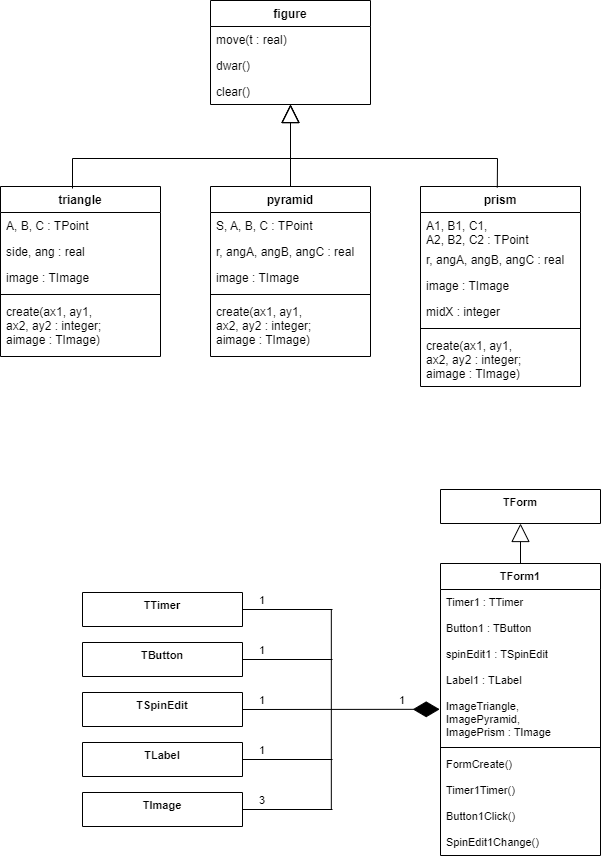 figure
move(t : real)
dwar()
clear()
triangle
A, B, C : TPoint
side, ang : real
image : TImage
create(ax1, ay1,
ax2, ay2 : integer;
aimage : TImage)
pyramid
S, A, B, C : TPoint
r, angA, angB, angC : real
image : TImage
create(ax1, ay1,
ax2, ay2 : integer;
aimage : TImage)
prism
A1, B1, C1,
A2, B2, C2 : TPoint
r, angA, angB, angC : real
image : TImage
midX : integer
create(ax1, ay1,
ax2, ay2 : integer;
aimage : TImage)
TForm
TForm1
Timer1 : TTimer
Button1 : TButton
spinEdit1 : TSpinEdit
Label1 : TLabel
ImageTriangle,
ImagePyramid,
ImagePrism : TImage
FormCreate()
Timer1Timer()
Button1Click()
SpinEdit1Change()
TTimer
1
TButton
1
TSpinEdit
1
1
TLabel
1
TImage
3